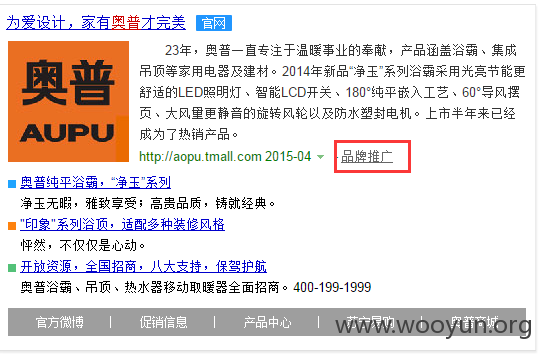 为爱设计，家有奥普才完美 官网
奥普
AUPU
23年，奥普一直专注于温暖事业的奉献，产品涵盖浴霸、集成
吊顶等家用电器及建材。2014年新品“净玉”系列浴霸采用光亮节能更
舒适的LED照明灯、智能LCD开关、180°纯平嵌入工艺、60°导风摆
页、大风量更静音的旋转风轮以及防水塑封电机。上市半年来已经
成为了热销产品。
http://aopu.tmall.com 2015-04 - 品牌推广
奥普纯平浴霸，“净玉”系列
净玉无暇，雅致享受；高贵品质，铸就经典。
"印象"系列浴顶，适配多种装修风格
怦然，不仅仅是心动。
开放资源，全国招商，八大支持，保驾护航
奥普浴霸、吊顶、热水器移动取暖器全面招商。400-199-1999
官方微博 | 促销信息 | 产品中心 | 苏宁易购 | 奥普商城
www.wooyun.org